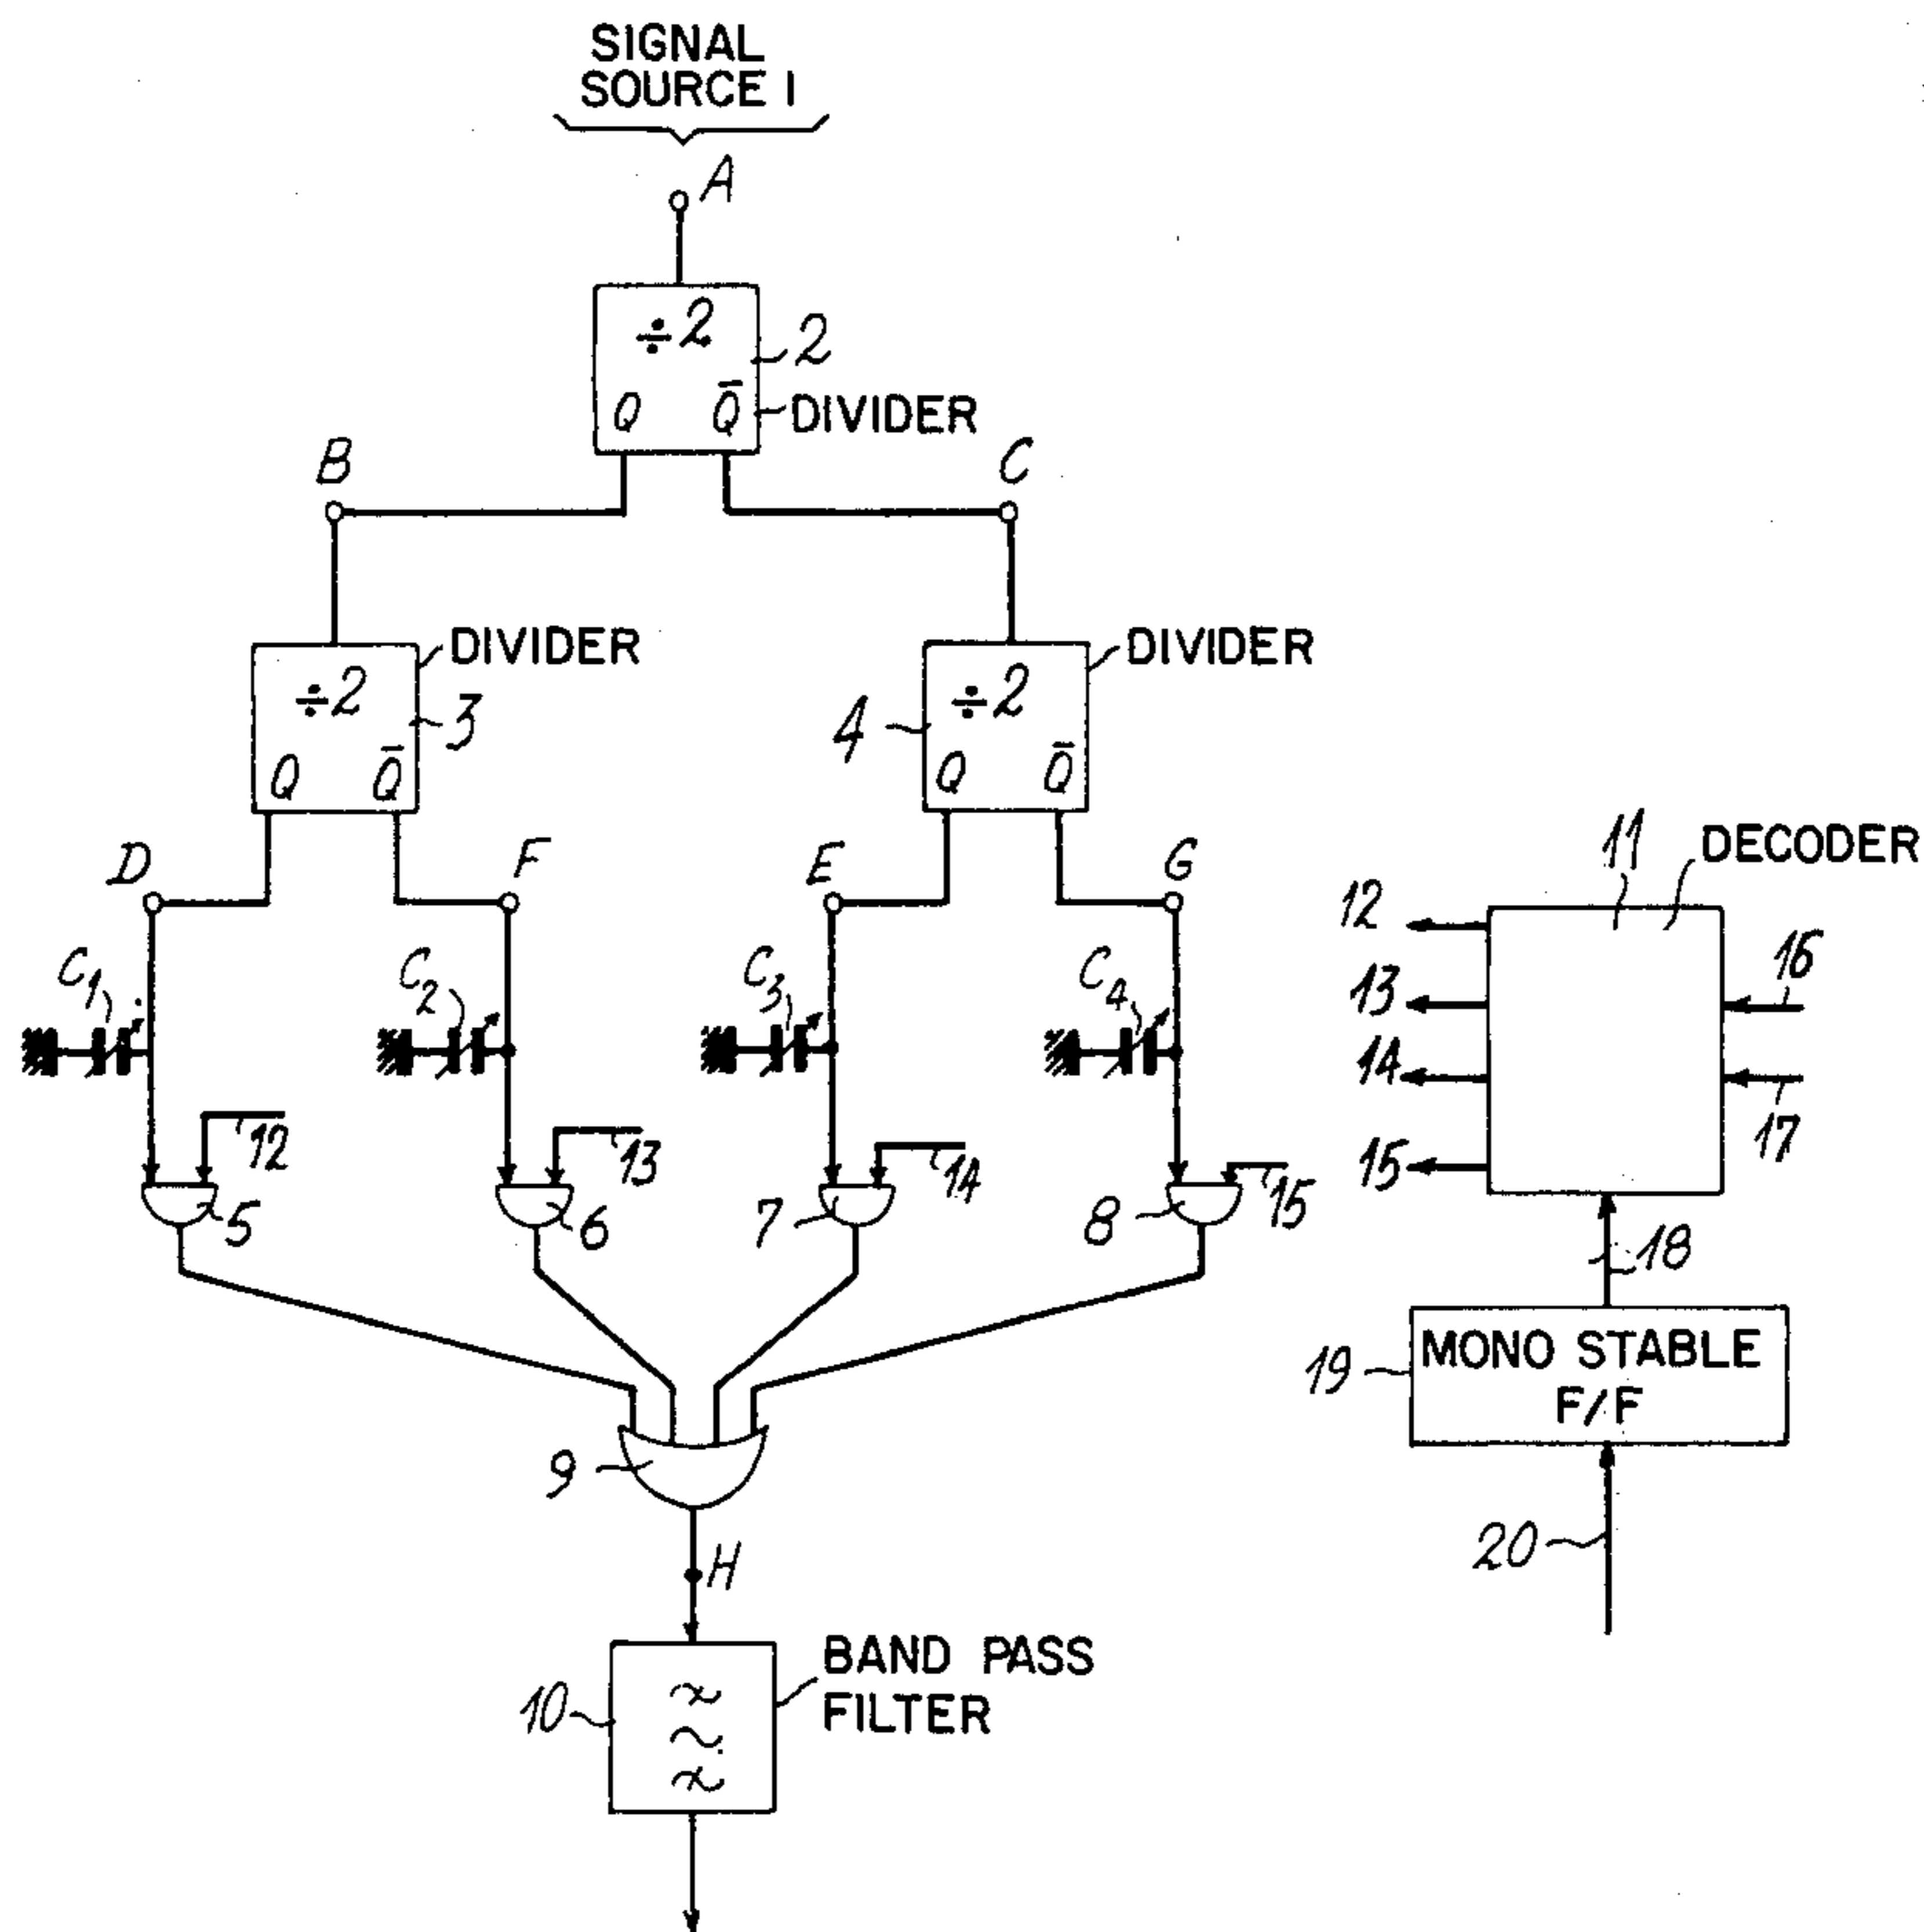 SIGNAL
SOURCE 1
A
÷2
2
Q Q̅
DIVIDER
B
C
DIVIDER
÷2
3
Q Q̅
DIVIDER
÷2
4
Q Q̅
D
F
E
G
C1
C2
C3
C4
12
13
14
15
5
6
7
8
9
H
10
BAND PASS
FILTER
11
DECODER
12
13
14
15
16
17
18
19
MONO STABLE
F/F
20